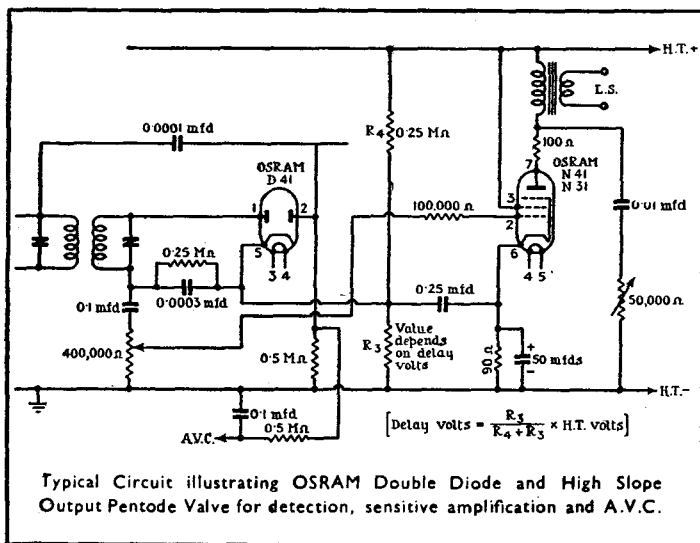 H.T.+
0.0001 mfd
L.S.
R4 0.25 MΩ
100Ω
OSRAM
D 41
7
OSRAM
N 41
N 31
1
2
3
2
100,000 Ω
0.01 mfd
5
6
0.25 MΩ
3 4
4 5
0.0003 mfd
0.25 mfd
0.1 mfd
50,000Ω
400,000Ω
R3
Value
depends
on delay
volts
+
50 mfds
-
90 Ω
0.5 MΩ
H.T.-
0.1 mfd
A.V.C.
0.5 MΩ
[Delay volts = R3 / R4 + R3 × H.T. volts]
Typical Circuit illustrating OSRAM Double Diode and High Slope
Output Pentode Valve for detection, sensitive amplification and A.V.C.